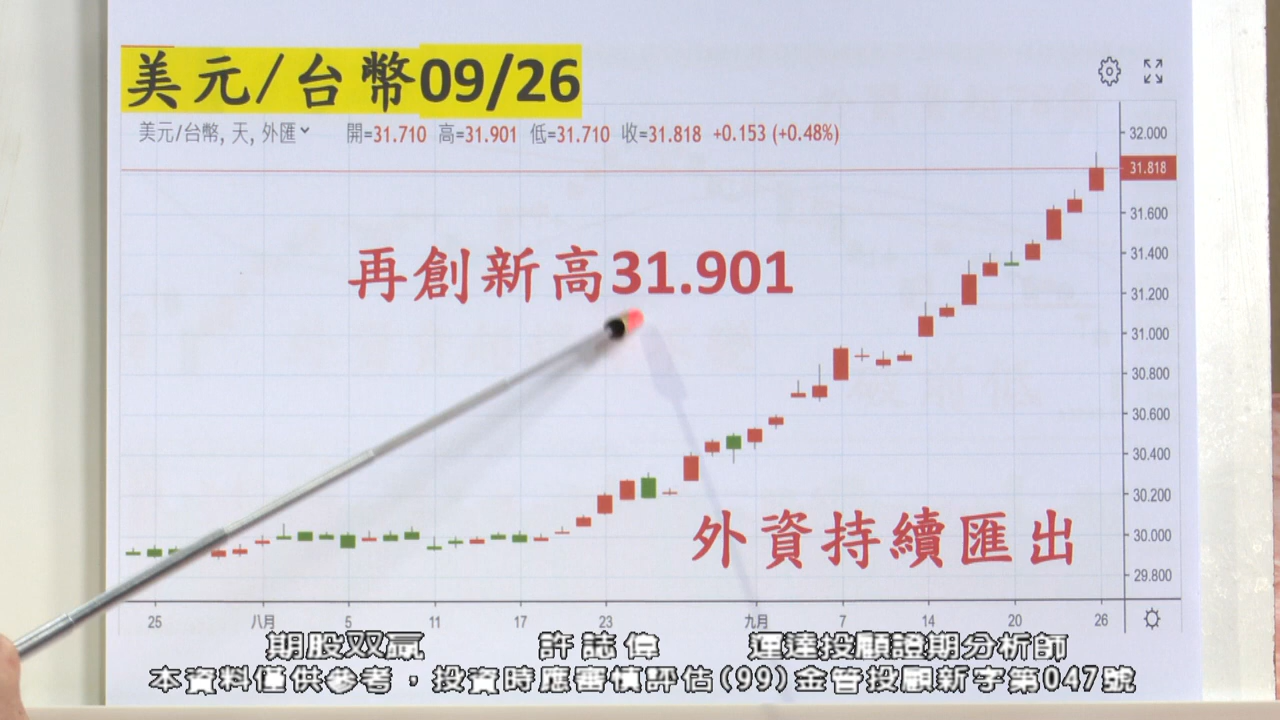 美元/台幣09/26
美元/台幣, 天, 外匯 開=31.710 高=31.901 低=31.710 收=31.818 +0.153 (+0.48%)
32.000
31.818
31.600
再創新高31.901
31.400
31.200
31.000
30.800
30.600
30.400
30.200
外資持續匯出
30.000
29.800
25 八月 5 11 17 23 九月 7 14 20 26
期股双贏 許誌偉 運達投顧證期分析師
本資料僅供參考，投資時應審慎評估(99)金管投顧新字第047號